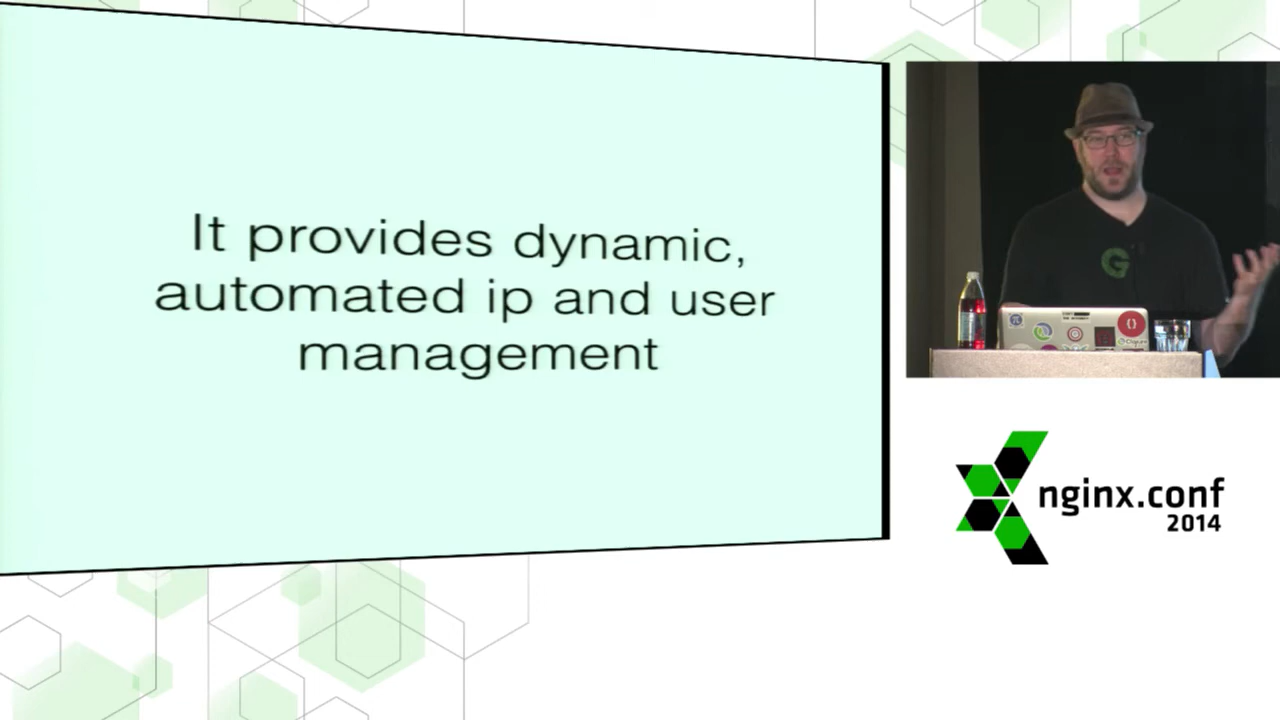 It provides dynamic,
automated ip and user
management
G
{}
nginx.conf
2014